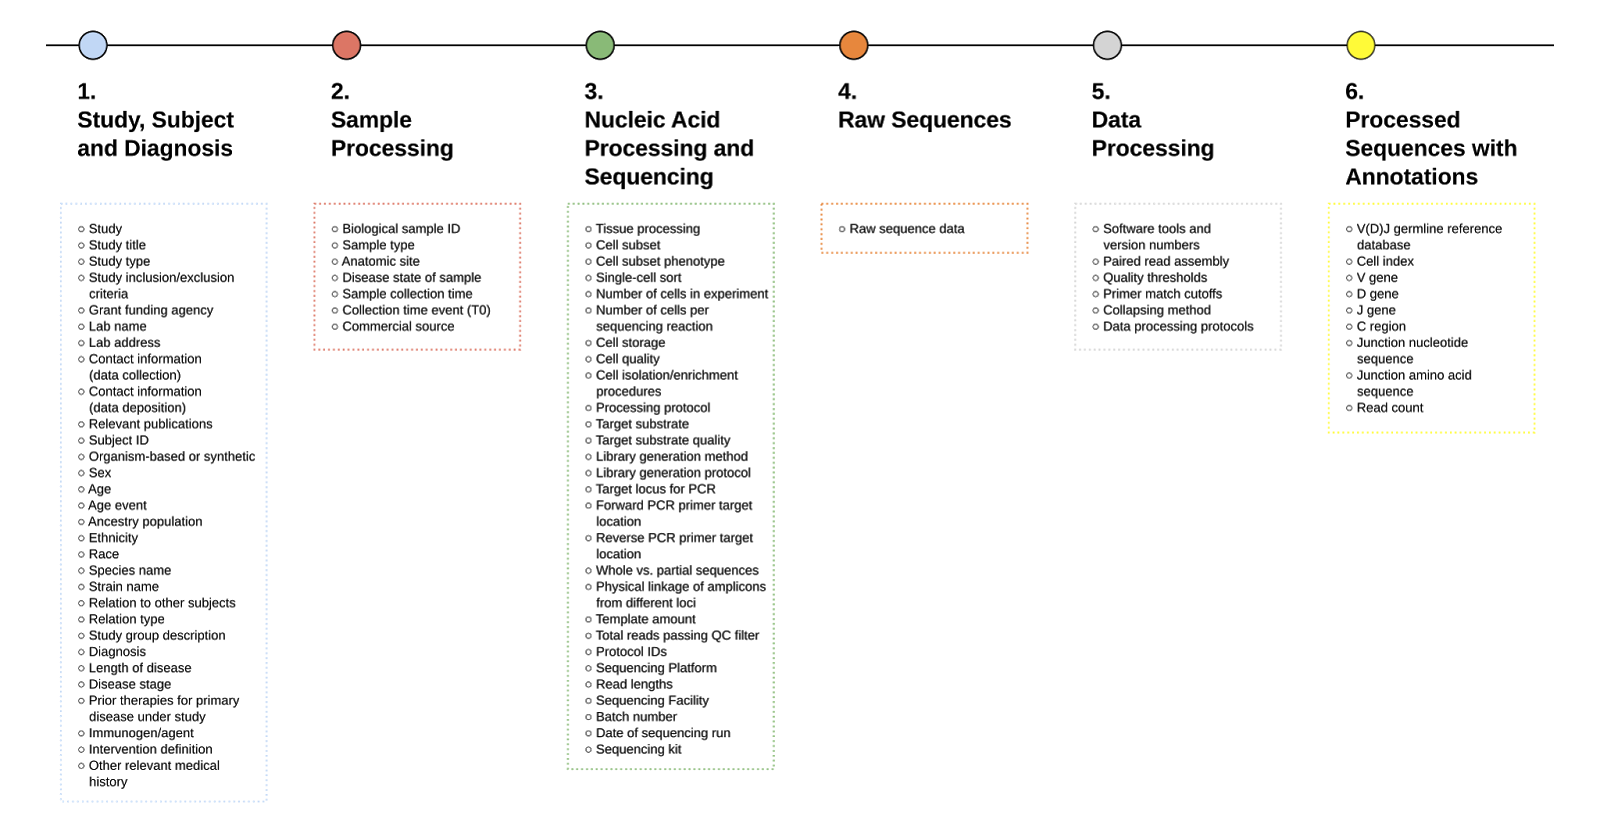 1.
Study, Subject
and Diagnosis
○ Study
○ Study title
○ Study type
○ Study inclusion/exclusion
criteria
○ Grant funding agency
○ Lab name
○ Lab address
○ Contact information
(data collection)
○ Contact information
(data deposition)
○ Relevant publications
○ Subject ID
○ Organism-based or synthetic
○ Sex
○ Age
○ Age event
○ Ancestry population
○ Ethnicity
○ Race
○ Species name
○ Strain name
○ Relation to other subjects
○ Relation type
○ Study group description
○ Diagnosis
○ Length of disease
○ Disease stage
○ Prior therapies for primary
disease under study
○ Immunogen/agent
○ Intervention definition
○ Other relevant medical
history
2.
Sample
Processing
○ Biological sample ID
○ Sample type
○ Anatomic site
○ Disease state of sample
○ Sample collection time
○ Collection time event (T0)
○ Commercial source
3.
Nucleic Acid
Processing and
Sequencing
○ Tissue processing
○ Cell subset
○ Cell subset phenotype
○ Single-cell sort
○ Number of cells in experiment
○ Number of cells per
sequencing reaction
○ Cell storage
○ Cell quality
○ Cell isolation/enrichment
procedures
○ Processing protocol
○ Target substrate
○ Target substrate quality
○ Library generation method
○ Library generation protocol
○ Target locus for PCR
○ Forward PCR primer target
location
○ Reverse PCR primer target
location
○ Whole vs. partial sequences
○ Physical linkage of amplicons
from different loci
○ Template amount
○ Total reads passing QC filter
○ Protocol IDs
○ Sequencing Platform
○ Read lengths
○ Sequencing Facility
○ Batch number
○ Date of sequencing run
○ Sequencing kit
4.
Raw Sequences
○ Raw sequence data
5.
Data
Processing
○ Software tools and
version numbers
○ Paired read assembly
○ Quality thresholds
○ Primer match cutoffs
○ Collapsing method
○ Data processing protocols
6.
Processed
Sequences with
Annotations
○ V(D)J germline reference
database
○ Cell index
○ V gene
○ D gene
○ J gene
○ C region
○ Junction nucleotide
sequence
○ Junction amino acid
sequence
○ Read count